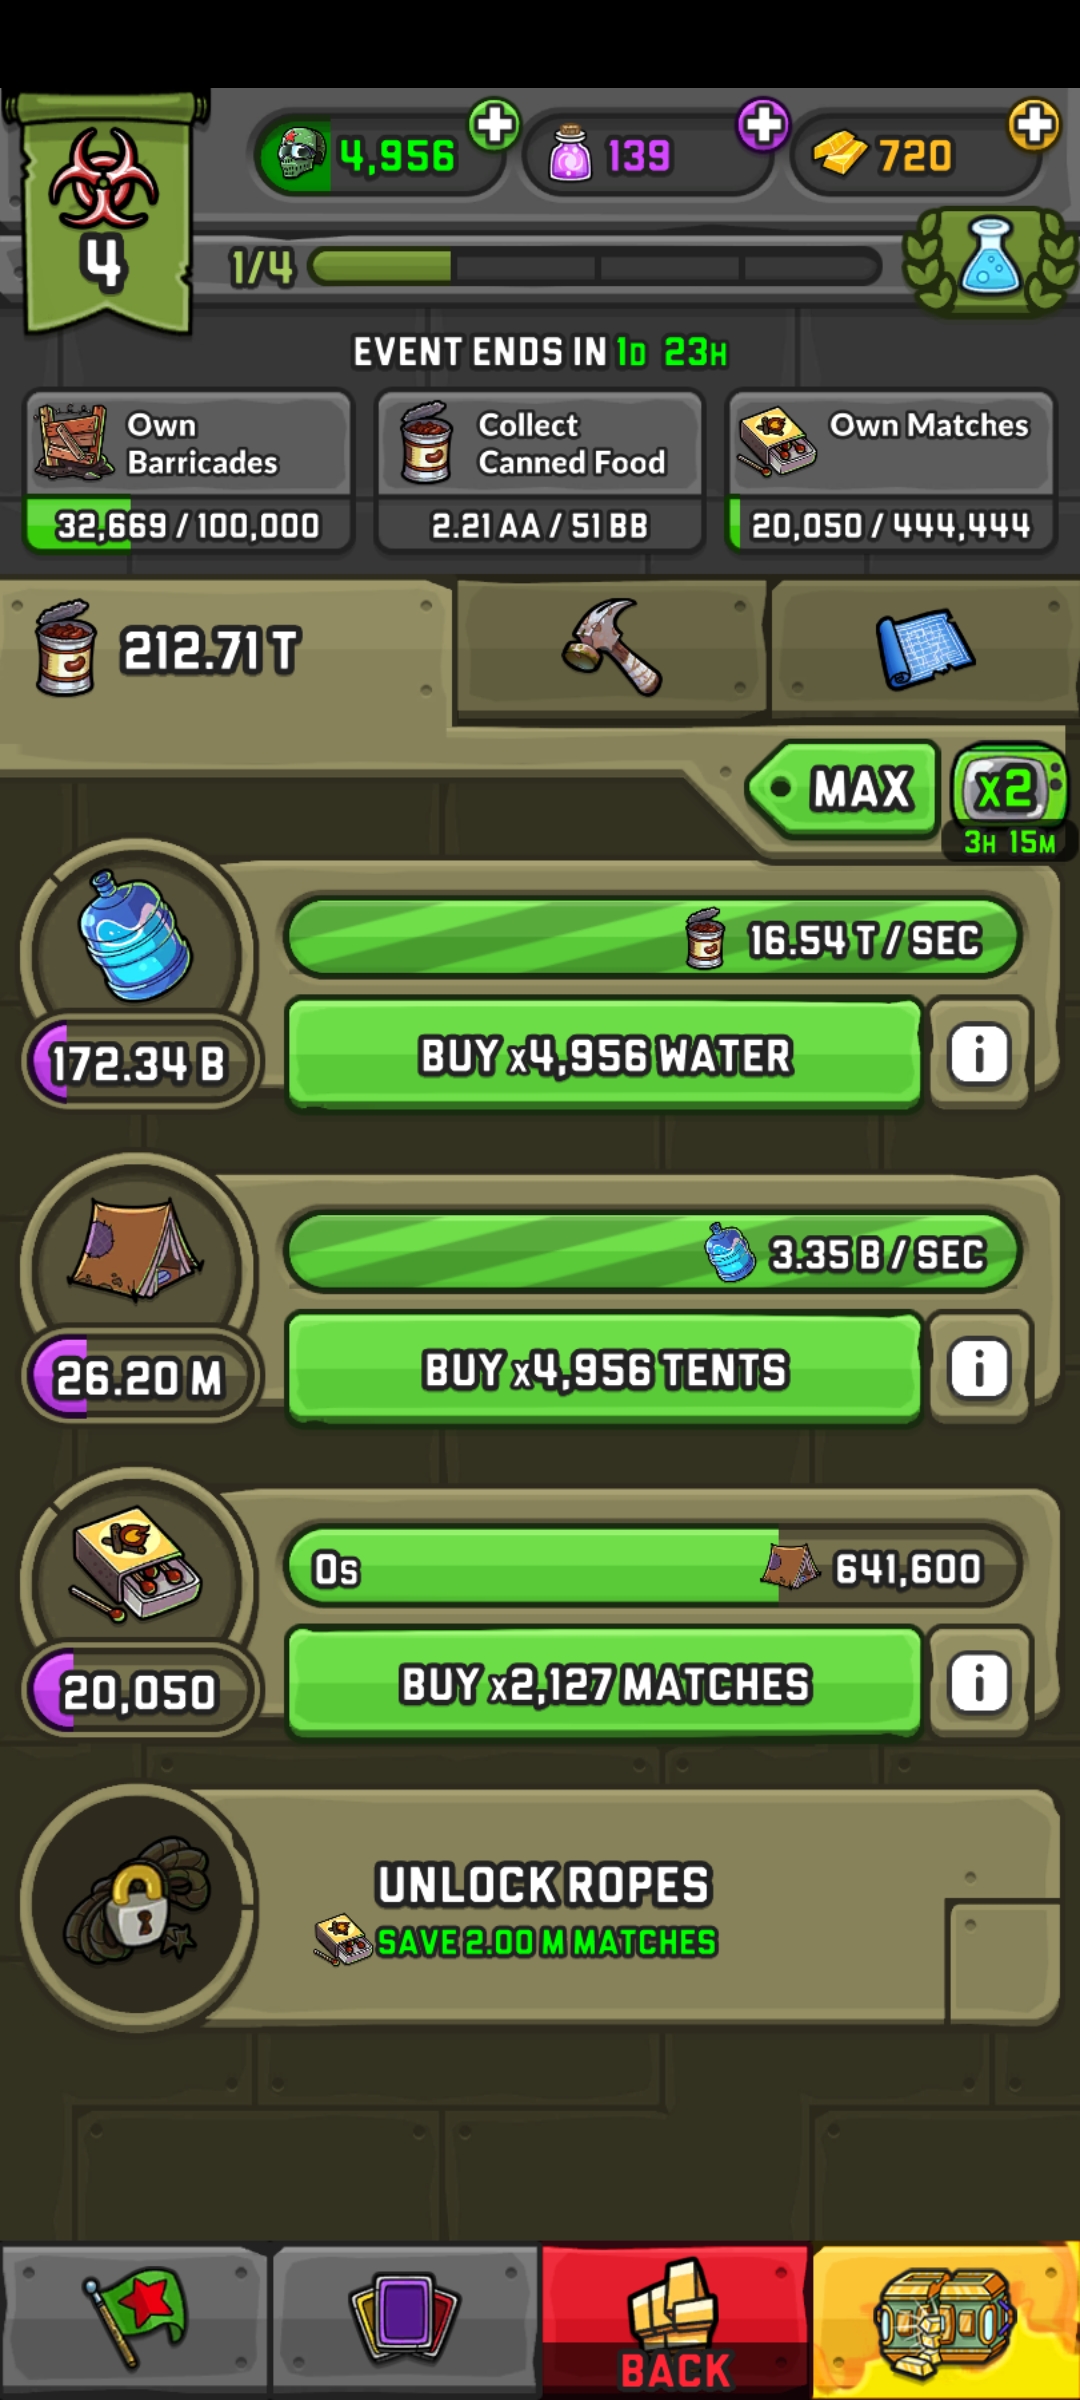 4,956
139
720
4
1/4
EVENT ENDS IN 1D 23H
Own Barricades
32,669 / 100,000
Collect Canned Food
2.21 AA / 51 BB
Own Matches
20,050 / 444,444
212.71 T
MAX
x2
3H 15M
16.54 T / SEC
172.34 B
BUY x4,956 WATER
i
3.35 B / SEC
26.20 M
BUY x4,956 TENTS
i
0s
641,600
20,050
BUY x2,127 MATCHES
i
UNLOCK ROPES
SAVE 2.00 M MATCHES
BACK